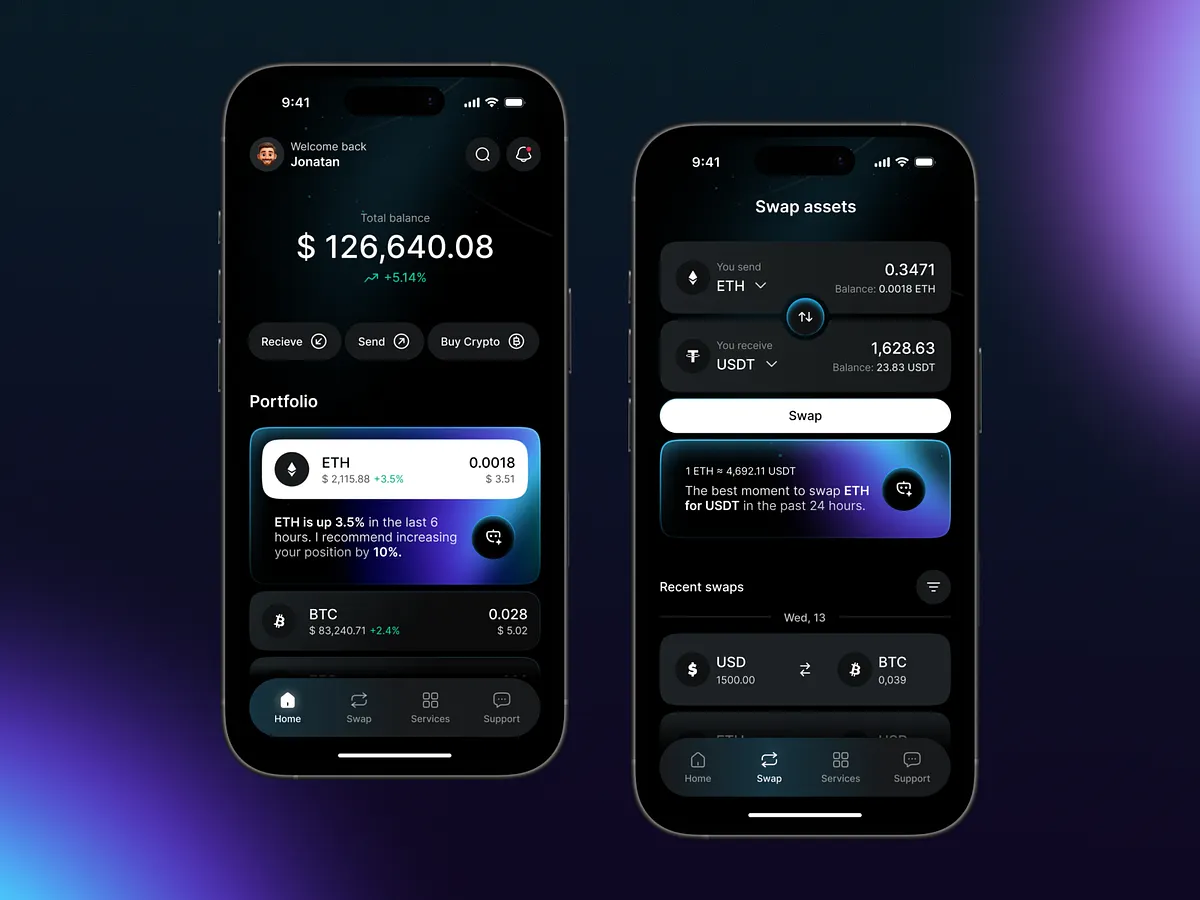 9:41
Welcome back
Jonatan
Total balance
$ 126,640.08
+5.14%
Recieve
Send
Buy Crypto
Portfolio
ETH
0.0018
$ 2,115.88 +3.5%
$ 3.51
ETH is up 3.5% in the last 6
hours. I recommend increasing
your position by 10%.
BTC
0.028
$ 83,240.71 +2.4%
$ 5.02
Home
Swap
Services
Support
9:41
Swap assets
You send
0.3471
ETH
Balance: 0.0018 ETH
You receive
1,628.63
USDT
Balance: 23.83 USDT
Swap
1 ETH ≈ 4,692.11 USDT
The best moment to swap ETH
for USDT in the past 24 hours.
Recent swaps
Wed, 13
USD
BTC
1500.00
0,039
Home
Swap
Services
Support